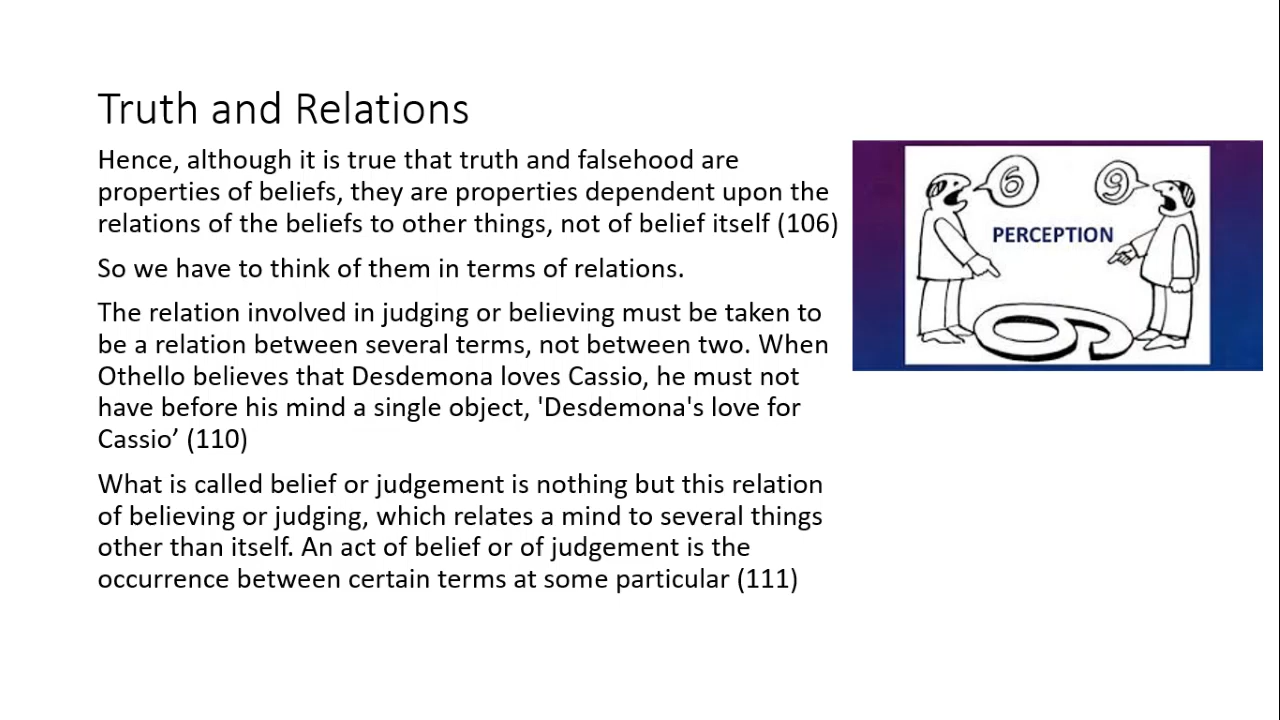 Truth and Relations
Hence, although it is true that truth and falsehood are
properties of beliefs, they are properties dependent upon the
relations of the beliefs to other things, not of belief itself (106)
So we have to think of them in terms of relations.
The relation involved in judging or believing must be taken to
be a relation between several terms, not between two. When
Othello believes that Desdemona loves Cassio, he must not
have before his mind a single object, 'Desdemona's love for
Cassio’ (110)
What is called belief or judgement is nothing but this relation
of believing or judging, which relates a mind to several things
other than itself. An act of belief or of judgement is the
occurrence between certain terms at some particular (111)
6
9
PERCEPTION
6